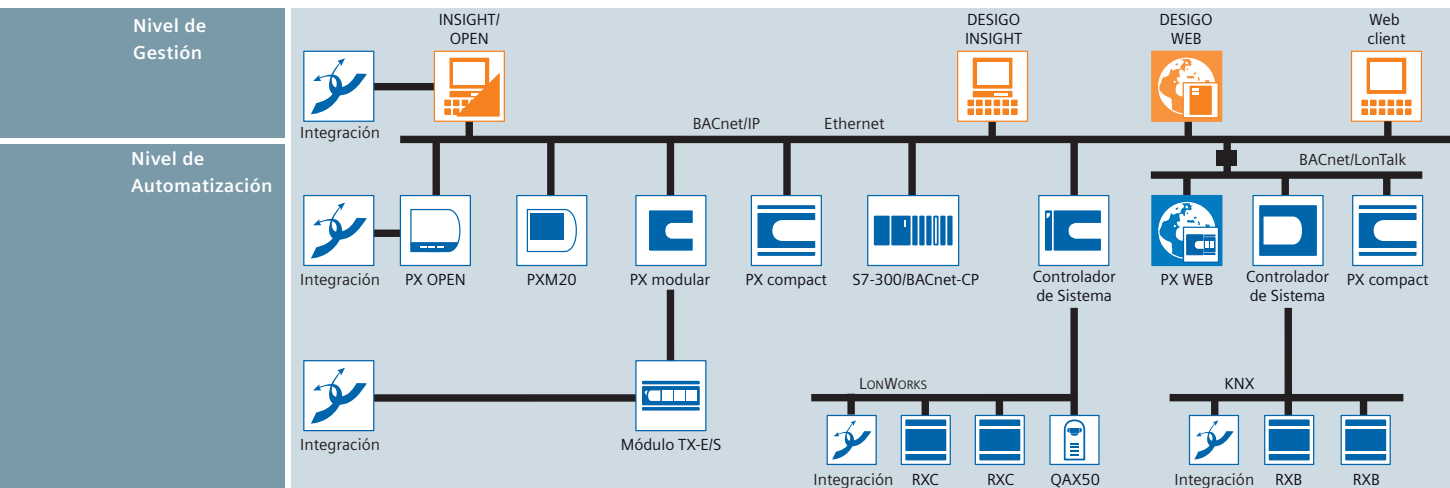 Nivel de
Gestión
INSIGHT/
OPEN
DESIGO
INSIGHT
DESIGO
WEB
Web
client
Integración
BACnet/IP
Ethernet
Nivel de
Automatización
BACnet/LonTalk
Integración
PX OPEN
PXM20
PX modular
PX compact
S7-300/BACnet-CP
Controlador
de Sistema
PX WEB
Controlador
de Sistema
PX compact
LONWORKS
KNX
Integración
Módulo TX-E/S
Integración
RXC
RXC
QAX50
Integración
RXB
RXB